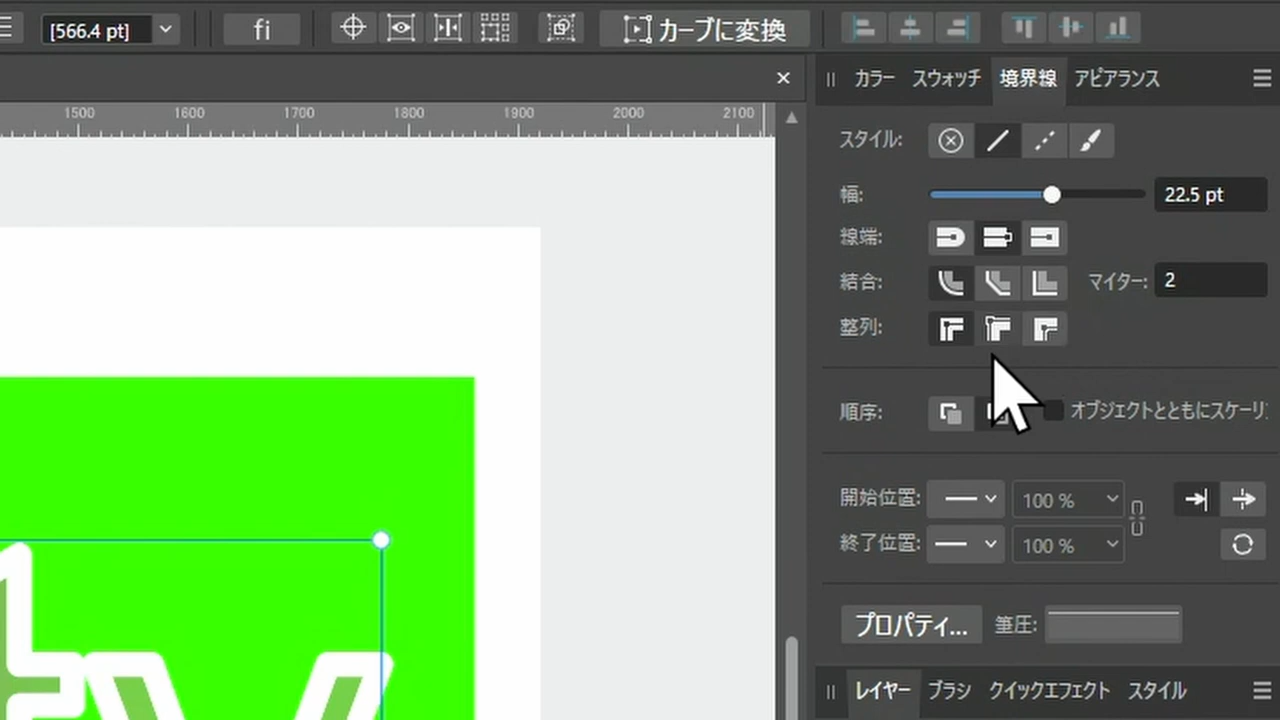 [566.4 pt] fi カーブに変換
カラー スウォッチ 境界線 アピアランス
1500 1600 1700 1800 1900 2000 2100
スタイル:
幅: 22.5 pt
線端:
結合: マイター: 2
整列:
順序: オブジェクトとともにスケーリ
開始位置: 100 %
終了位置: 100 %
プロパティ... 筆圧:
レイヤー ブラシ クイックエフェクト スタイル